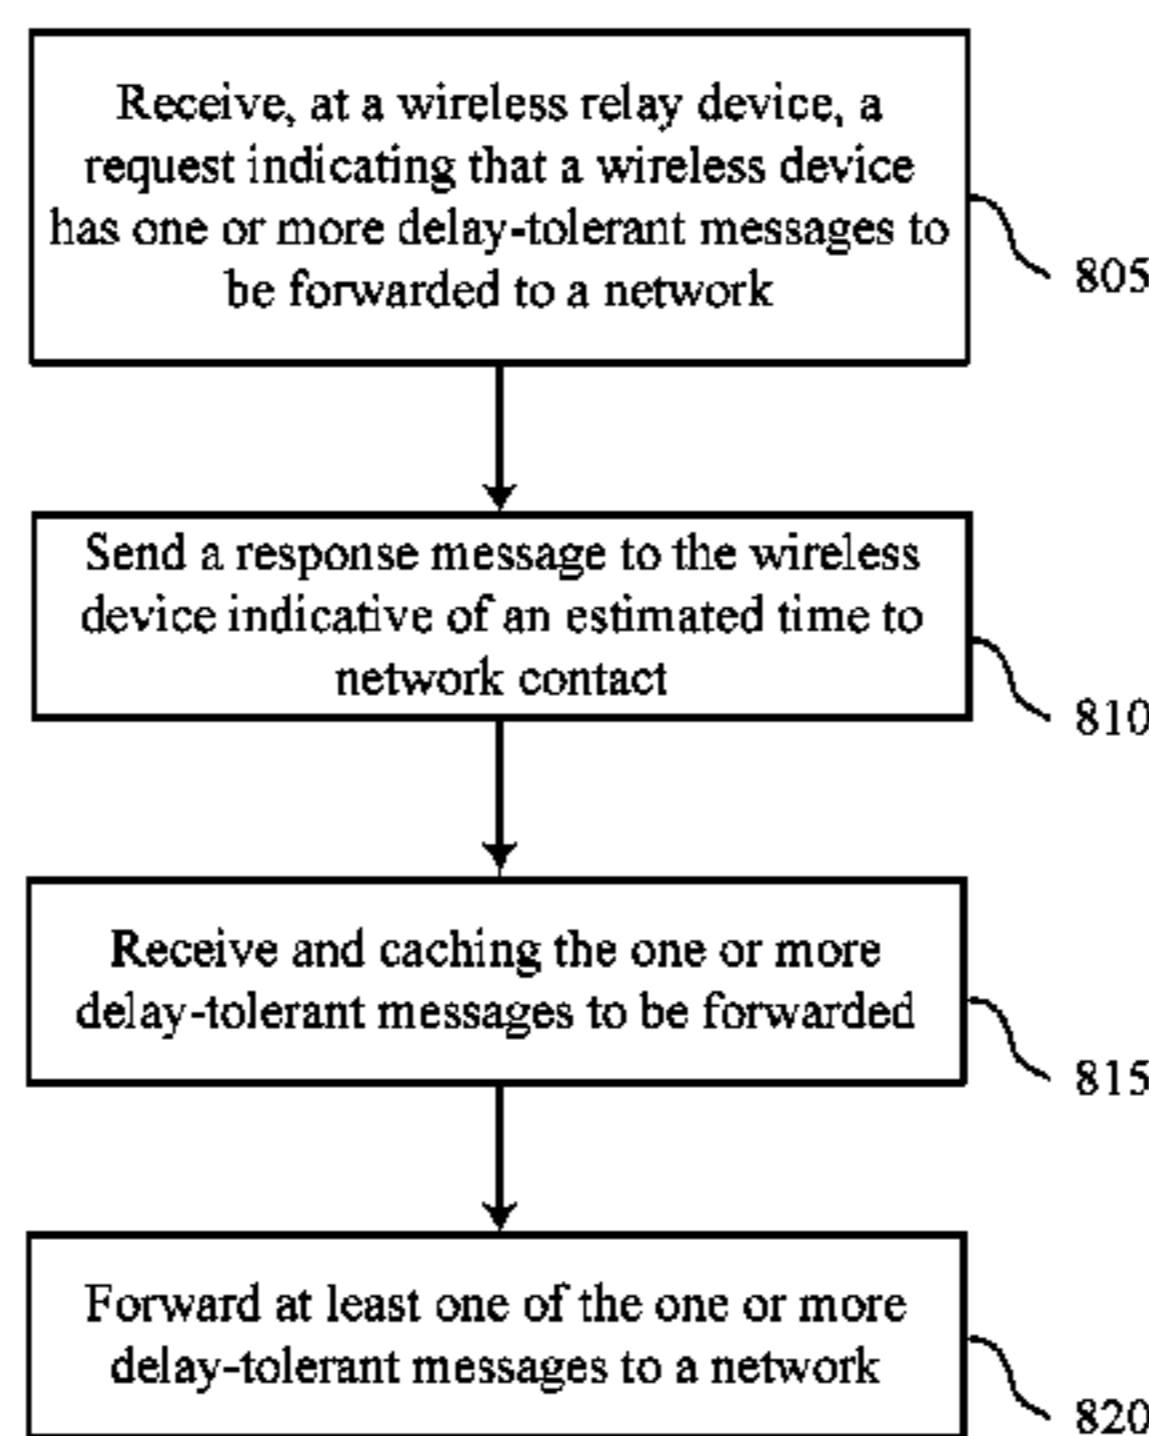 Receive, at a wireless relay device, a
request indicating that a wireless device
has one or more delay-tolerant messages to
be forwarded to a network
805
Send a response message to the wireless
device indicative of an estimated time to
network contact
810
Receive and caching the one or more
delay-tolerant messages to be forwarded
815
Forward at least one of the one or more
delay-tolerant messages to a network
820